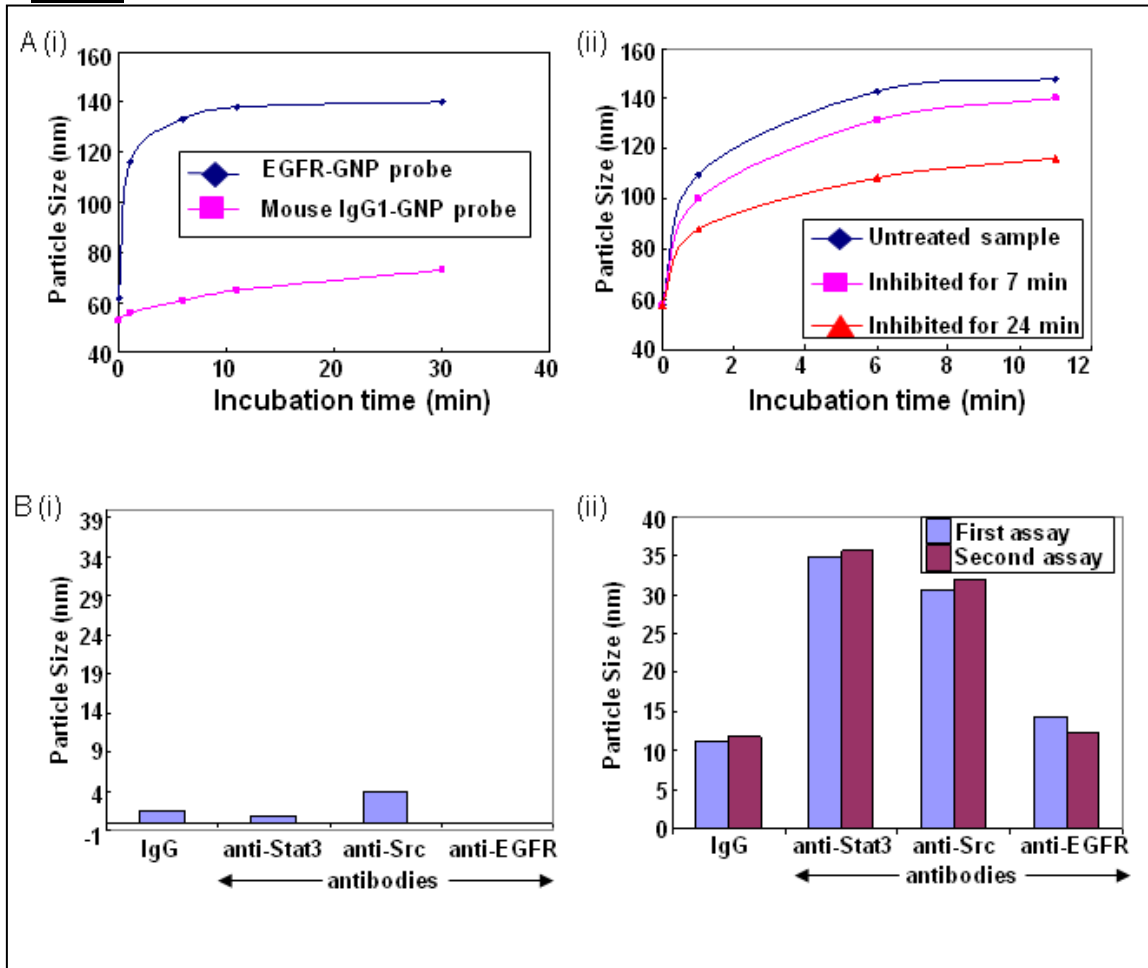 A (i)
160
140
120
100
80
60
40
Particle Size (nm)
EGFR-GNP probe
Mouse IgG1-GNP probe
0 10 20 30 40
Incubation time (min)
(ii)
160
140
120
100
80
60
40
Particle Size (nm)
Untreated sample
Inhibited for 7 min
Inhibited for 24 min
0 2 4 6 8 10 12
Incubation time (min)
B (i)
39
34
29
24
19
14
9
4
-1
Particle Size (nm)
IgG anti-Stat3 anti-Src anti-EGFR
antibodies
(ii)
40
35
30
25
20
15
10
5
0
Particle Size (nm)
First assay
Second assay
IgG anti-Stat3 anti-Src anti-EGFR
antibodies